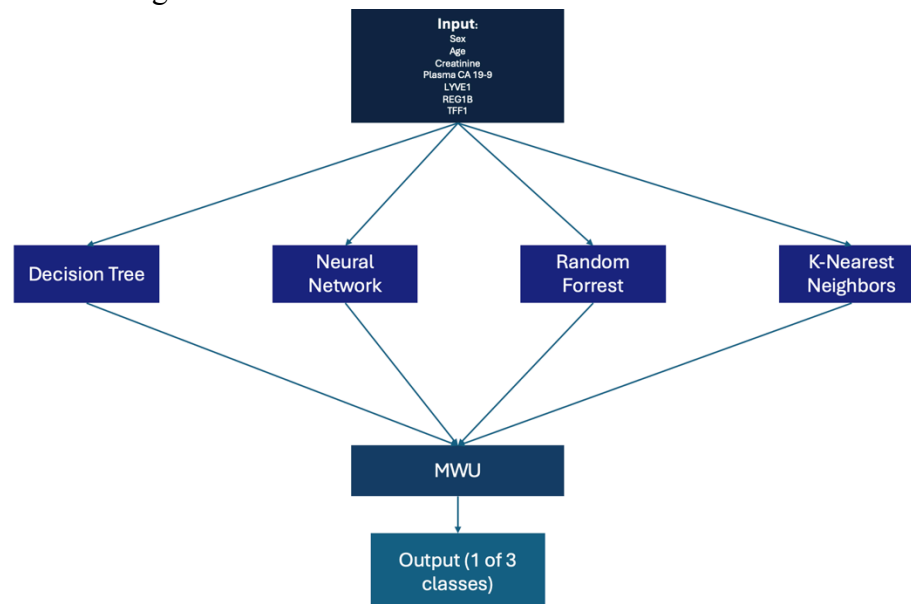 Input:
Sex
Age
Creatinine
Plasma CA 19-9
LYVE1
REG1B
TFF1
Decision Tree
Neural
Network
Random
Forrest
K-Nearest
Neighbors
MWU
Output (1 of 3
classes)